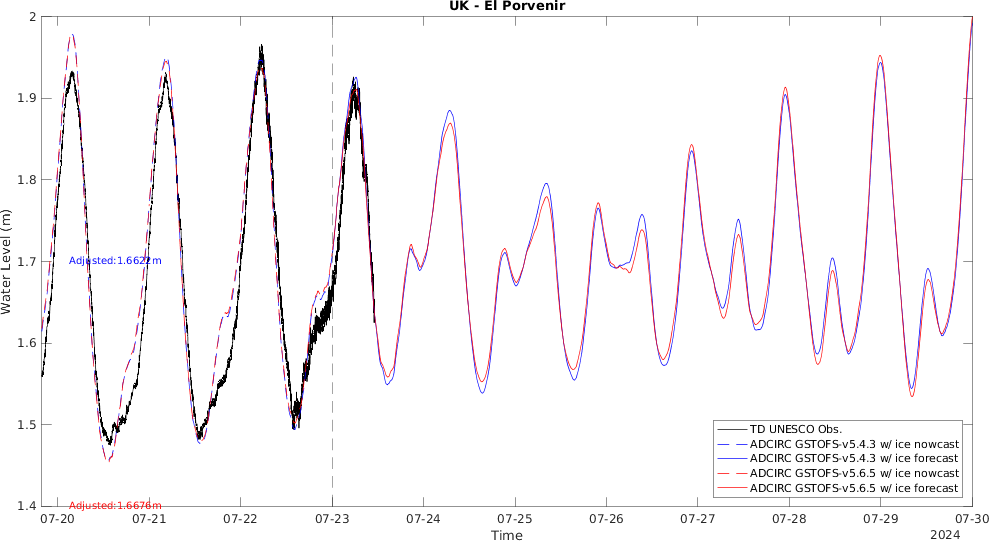 UK - El Porvenir
2
1.9
1.8
1.7
1.6
1.5
1.4
Water Level (m)
Adjusted:1.6622m
Adjusted:1.6676m
TD UNESCO Obs.
ADCIRC GSTOFS-v5.4.3 w/ ice nowcast
ADCIRC GSTOFS-v5.4.3 w/ ice forecast
ADCIRC GSTOFS-v5.6.5 w/ ice nowcast
ADCIRC GSTOFS-v5.6.5 w/ ice forecast
07-20 07-21 07-22 07-23 07-24 07-25 07-26 07-27 07-28 07-29 07-30
Time
2024